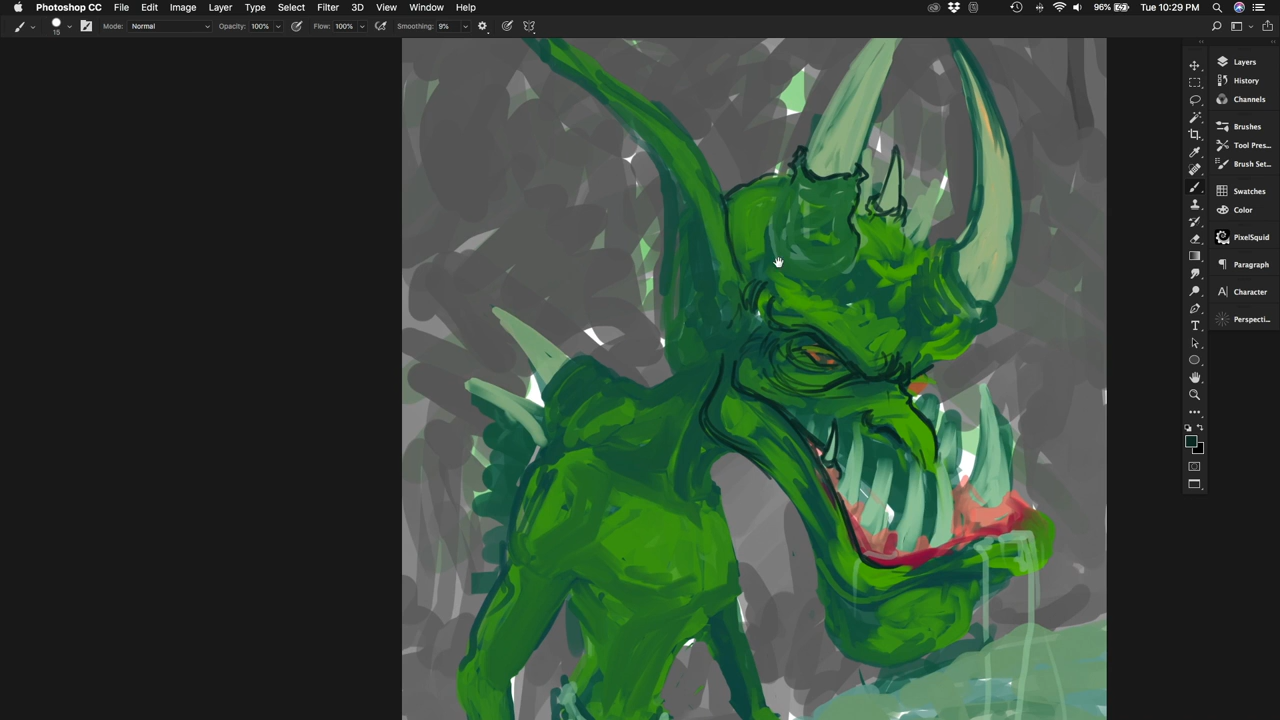 Photoshop CC File Edit Image Layer Type Select Filter 3D View Window Help 96% Tue 10:29 PM
15 Mode: Normal Opacity: 100% Flow: 100% Smoothing: 9%
Layers
History
Channels
Brushes
Tool Pres...
Brush Set...
Swatches
Color
PixelSquid
Paragraph
Character
Perspecti...